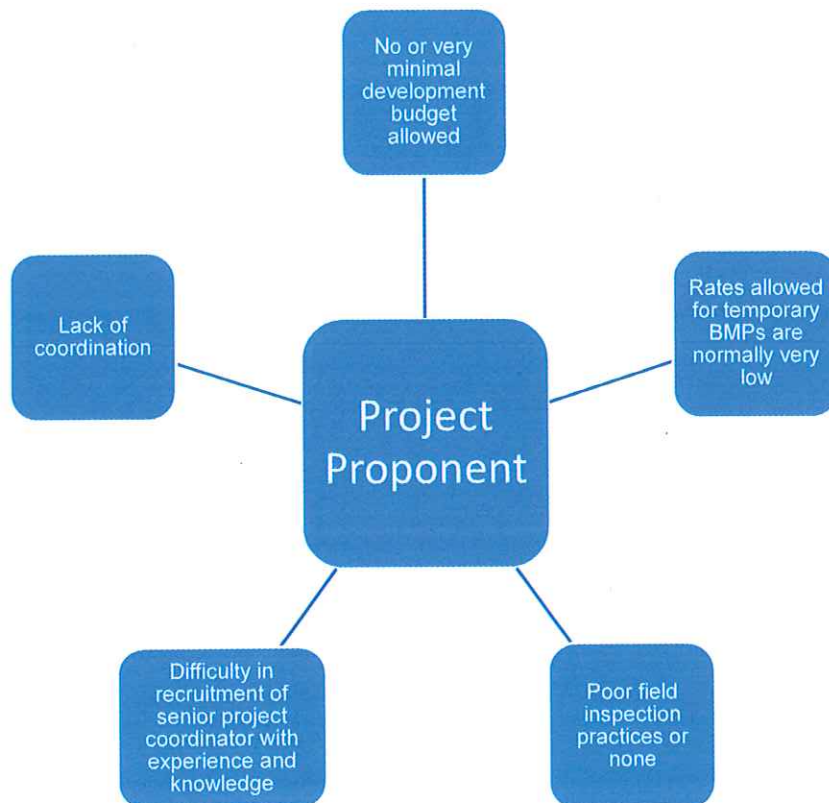 No or very
minimal
development
budget
allowed
Rates allowed
for temporary
BMPs are
normally very
low
Lack of
coordination
Project
Proponent
Difficulty in
recruitment of
senior project
coordinator with
experience and
knowledge
Poor field
inspection
practices or
none